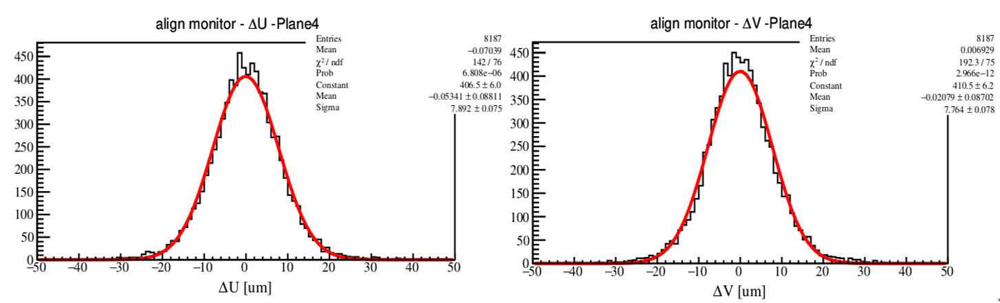 align monitor - ΔU -Plane4
Entries 8187
Mean −0.07039
χ² / ndf 142 / 76
Prob 6.808e−06
Constant 406.5 ± 6.0
Mean −0.05341 ± 0.08811
Sigma 7.892 ± 0.075
450
400
350
300
250
200
150
100
50
0
−50 −40 −30 −20 −10 0 10 20 30 40 50
ΔU [um]
align monitor - ΔV -Plane4
Entries 8187
Mean 0.006929
χ² / ndf 192.3 / 75
Prob 2.966e−12
Constant 410.5 ± 6.2
Mean −0.02079 ± 0.08702
Sigma 7.764 ± 0.078
450
400
350
300
250
200
150
100
50
0
−50 −40 −30 −20 −10 0 10 20 30 40 50
ΔV [um]